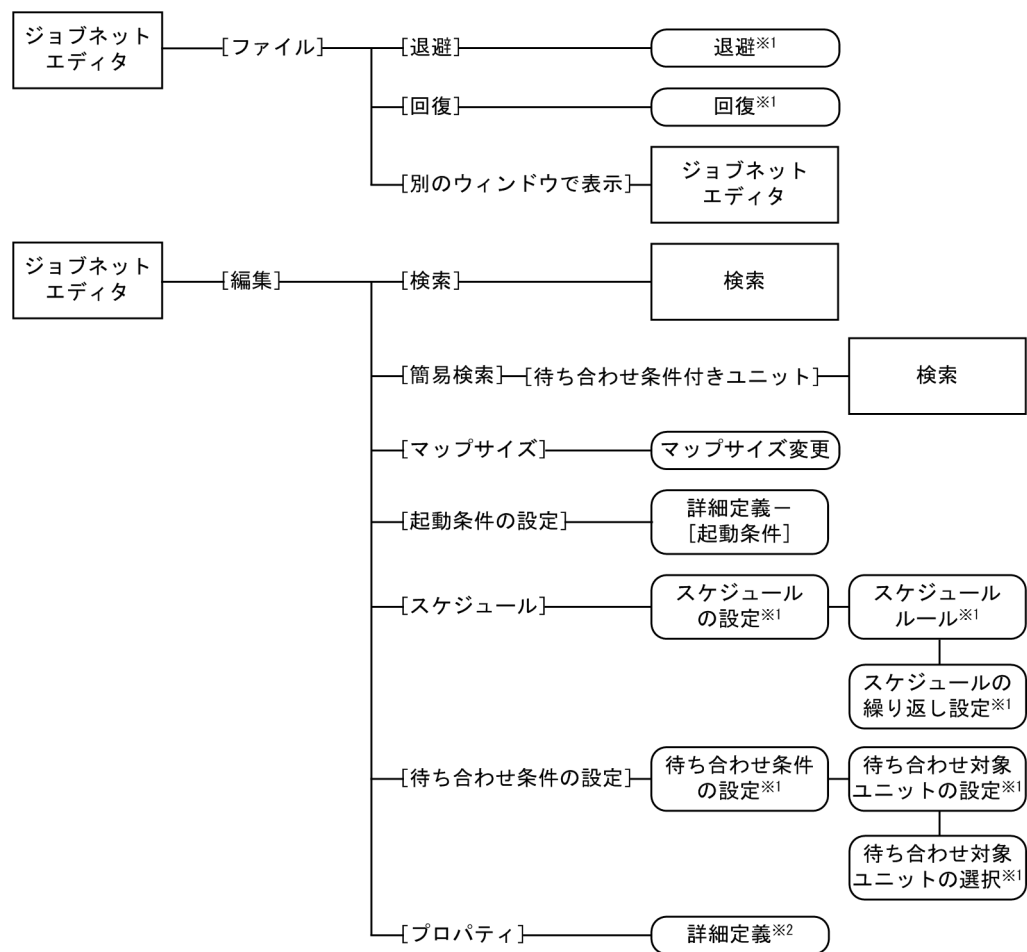 ジョブネット
エディタ
[ファイル]
[退避]
退避※1
[回復]
回復※1
[別のウィンドウで表示]
ジョブネット
エディタ
ジョブネット
エディタ
[編集]
[検索]
検索
[簡易検索]
[待ち合わせ条件付きユニット]
検索
[マップサイズ]
マップサイズ変更
[起動条件の設定]
詳細定義－
[起動条件]
[スケジュール]
スケジュール
の設定※1
スケジュール
ルール※1
スケジュールの
繰り返し設定※1
[待ち合わせ条件の設定]
待ち合わせ条件
の設定※1
待ち合わせ対象
ユニットの設定※1
待ち合わせ対象
ユニットの選択※1
[プロパティ]
詳細定義※2